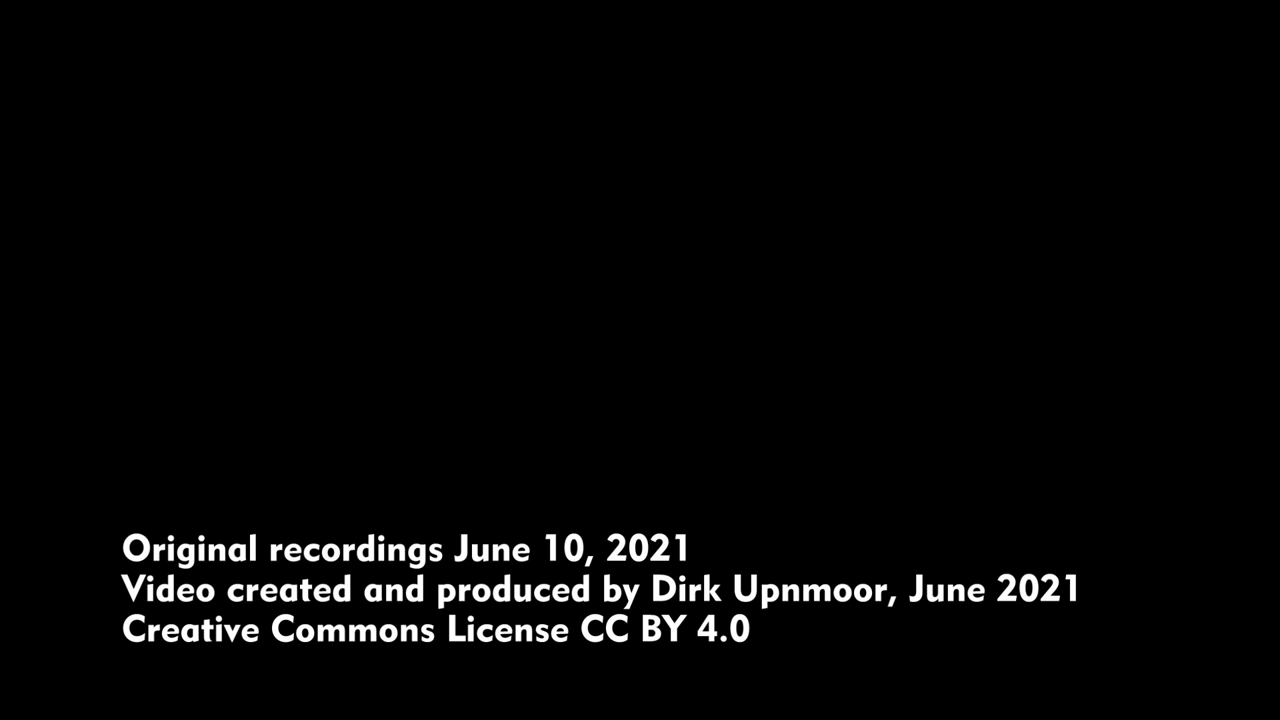 Original recordings June 10, 2021
Video created and produced by Dirk Upnmoor, June 2021
Creative Commons License CC BY 4.0